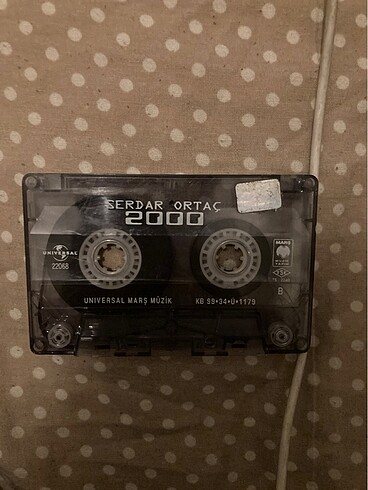 SERDAR ORTAÇ
2000
UNIVERSAL
22068
MARŞ
B
UNIVERSAL MARŞ MÜZİK
KB 99•34•Ü•1179